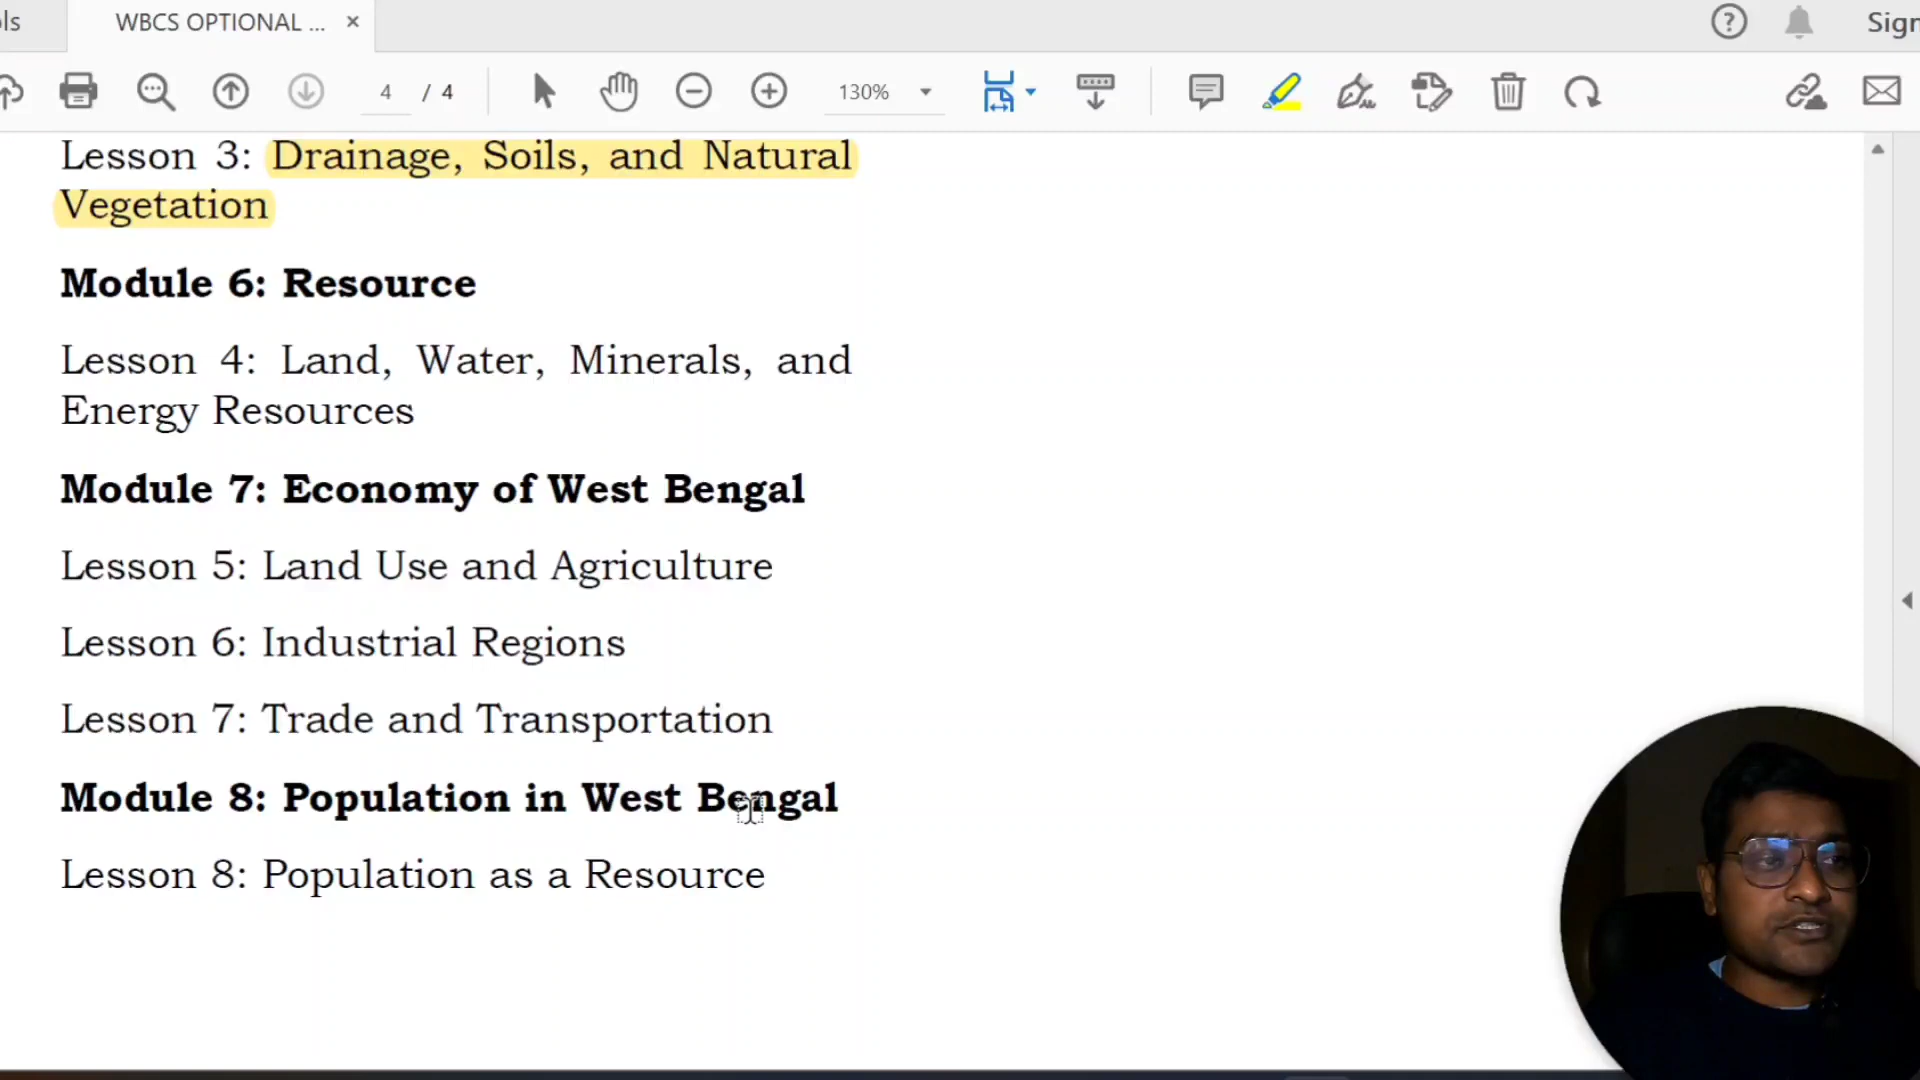 ls
WBCS OPTIONAL ...
Sign
4 / 4
130%
Lesson 3: Drainage, Soils, and Natural
Vegetation
Module 6: Resource
Lesson 4: Land, Water, Minerals, and
Energy Resources
Module 7: Economy of West Bengal
Lesson 5: Land Use and Agriculture
Lesson 6: Industrial Regions
Lesson 7: Trade and Transportation
Module 8: Population in West Bengal
Lesson 8: Population as a Resource